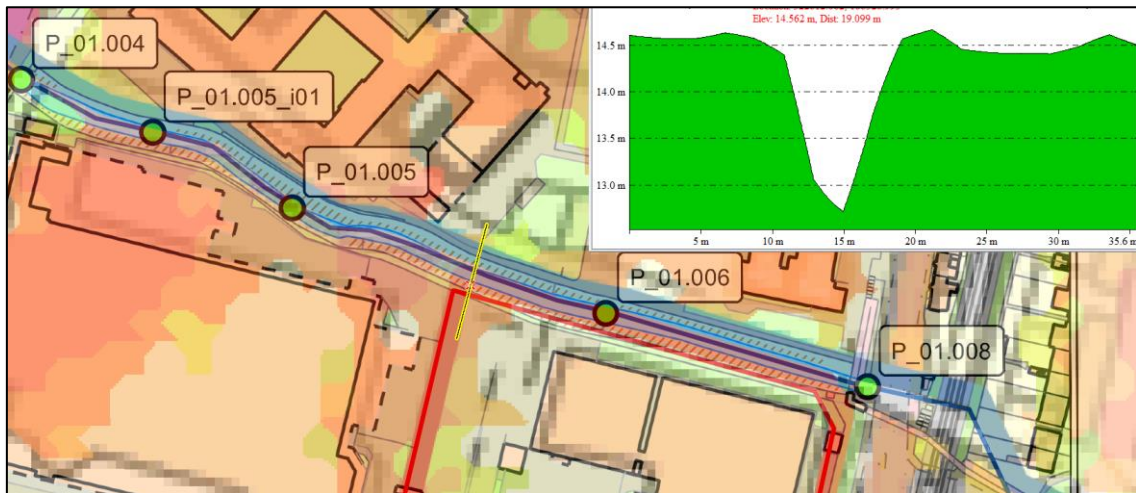 P_01.004
P_01.005_i01
P_01.005
P_01.006
P_01.008
Elev: 14.562 m, Dist: 19.099 m
14.5 m
14.0 m
13.5 m
13.0 m
5 m
10 m
15 m
20 m
25 m
30 m
35.6 m